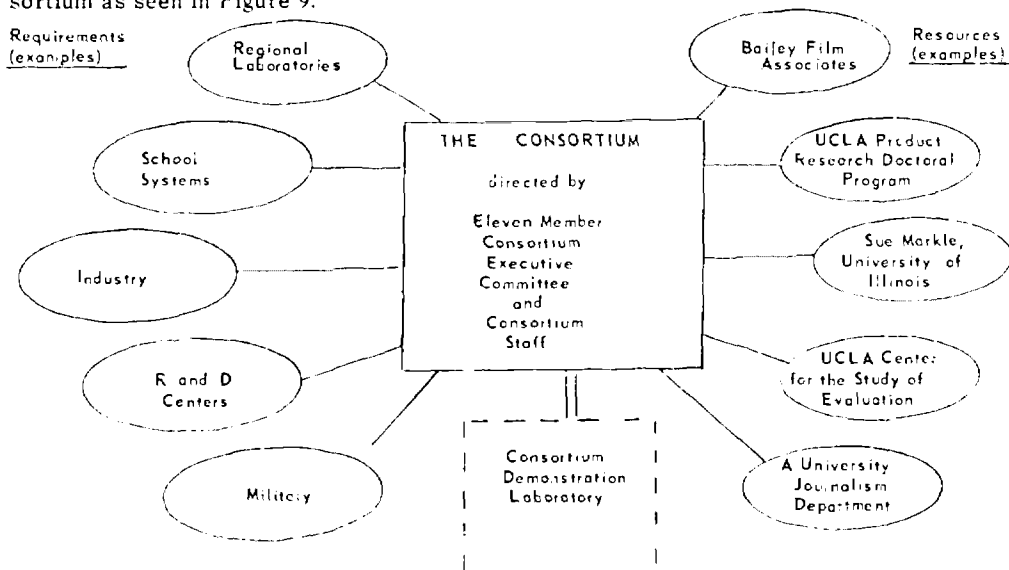 sortium as seen in Figure 9.
Requirements
(examples)
Regional
Laboratories
Bailey Film
Associates
Resources
(examples)
THE CONSORTIUM
directed by
Eleven Member
Consortium
Executive
Committee
and
Consortium
Staff
School
Systems
UCLA Product
Research Doctoral
Program
Industry
Sue Markle,
University of
Illinois
R and D
Centers
UCLA Center
for the Study of
Evaluation
Military
Consortium
Demonstration
Laboratory
A University
Journalism
Department